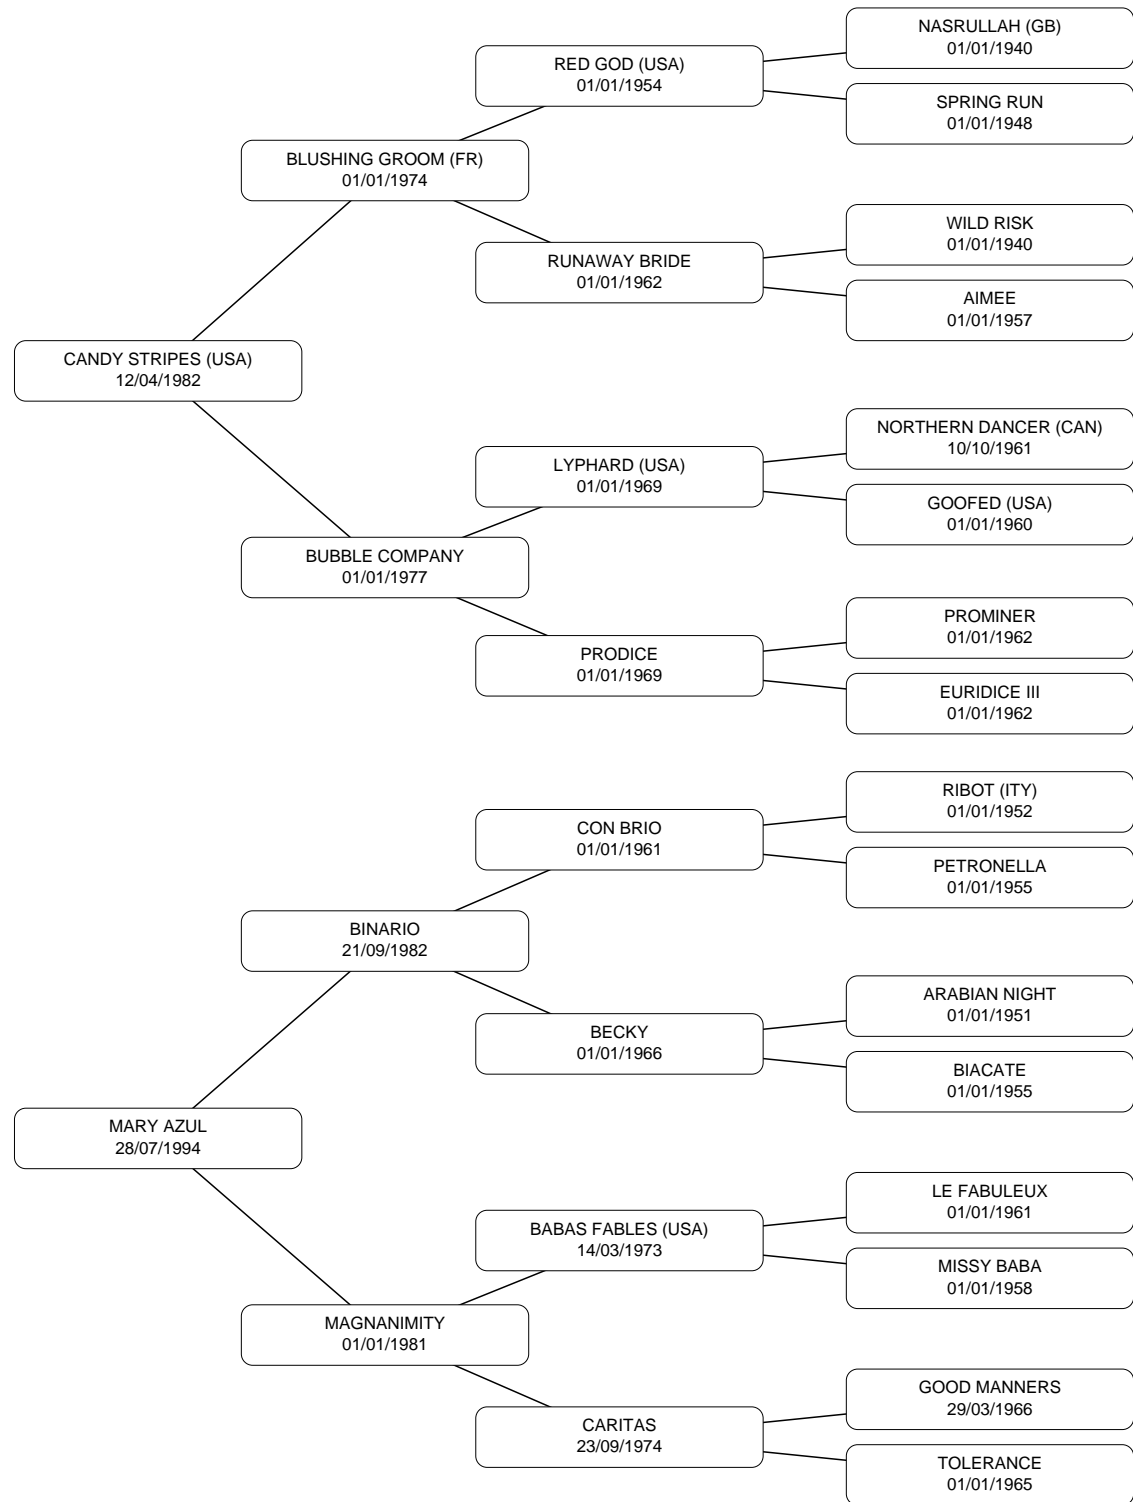 NASRULLAH (GB)
01/01/1940
RED GOD (USA)
01/01/1954
SPRING RUN
01/01/1948
BLUSHING GROOM (FR)
01/01/1974
WILD RISK
01/01/1940
RUNAWAY BRIDE
01/01/1962
AIMEE
01/01/1957
CANDY STRIPES (USA)
12/04/1982
NORTHERN DANCER (CAN)
10/10/1961
LYPHARD (USA)
01/01/1969
GOOFED (USA)
01/01/1960
BUBBLE COMPANY
01/01/1977
PROMINER
01/01/1962
PRODICE
01/01/1969
EURIDICE III
01/01/1962
RIBOT (ITY)
01/01/1952
CON BRIO
01/01/1961
PETRONELLA
01/01/1955
BINARIO
21/09/1982
ARABIAN NIGHT
01/01/1951
BECKY
01/01/1966
BIACATE
01/01/1955
MARY AZUL
28/07/1994
LE FABULEUX
01/01/1961
BABAS FABLES (USA)
14/03/1973
MISSY BABA
01/01/1958
MAGNANIMITY
01/01/1981
GOOD MANNERS
29/03/1966
CARITAS
23/09/1974
TOLERANCE
01/01/1965